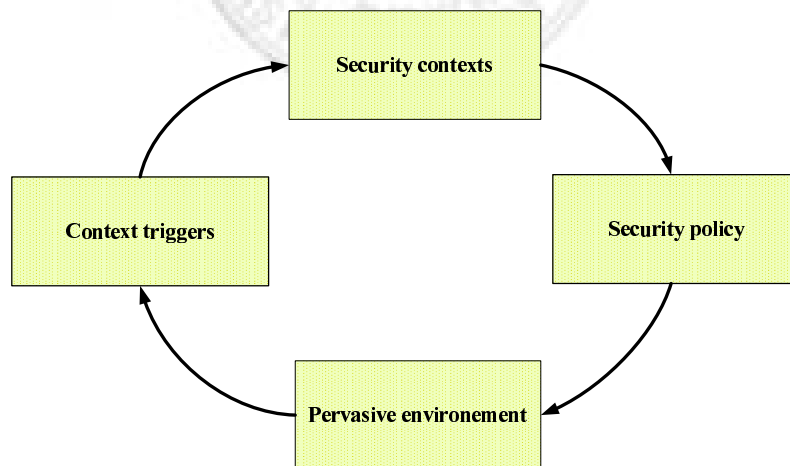 Security contexts
Context triggers
Security policy
Pervasive environement